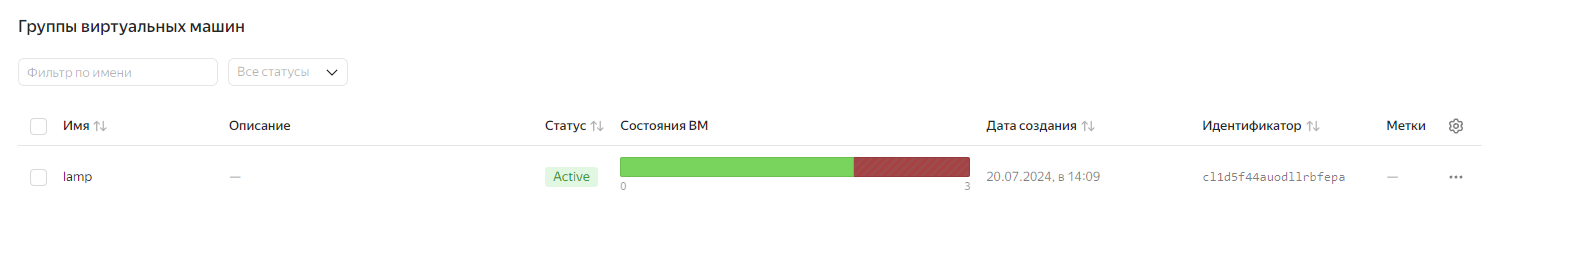 Группы виртуальных машин
Фильтр по имени Все статусы
Имя Описание Статус Состояния ВМ Дата создания Идентификатор Метки
lamp — Active 20.07.2024, в 14:09 cl1d5f44auodllrbfepa —
0 3